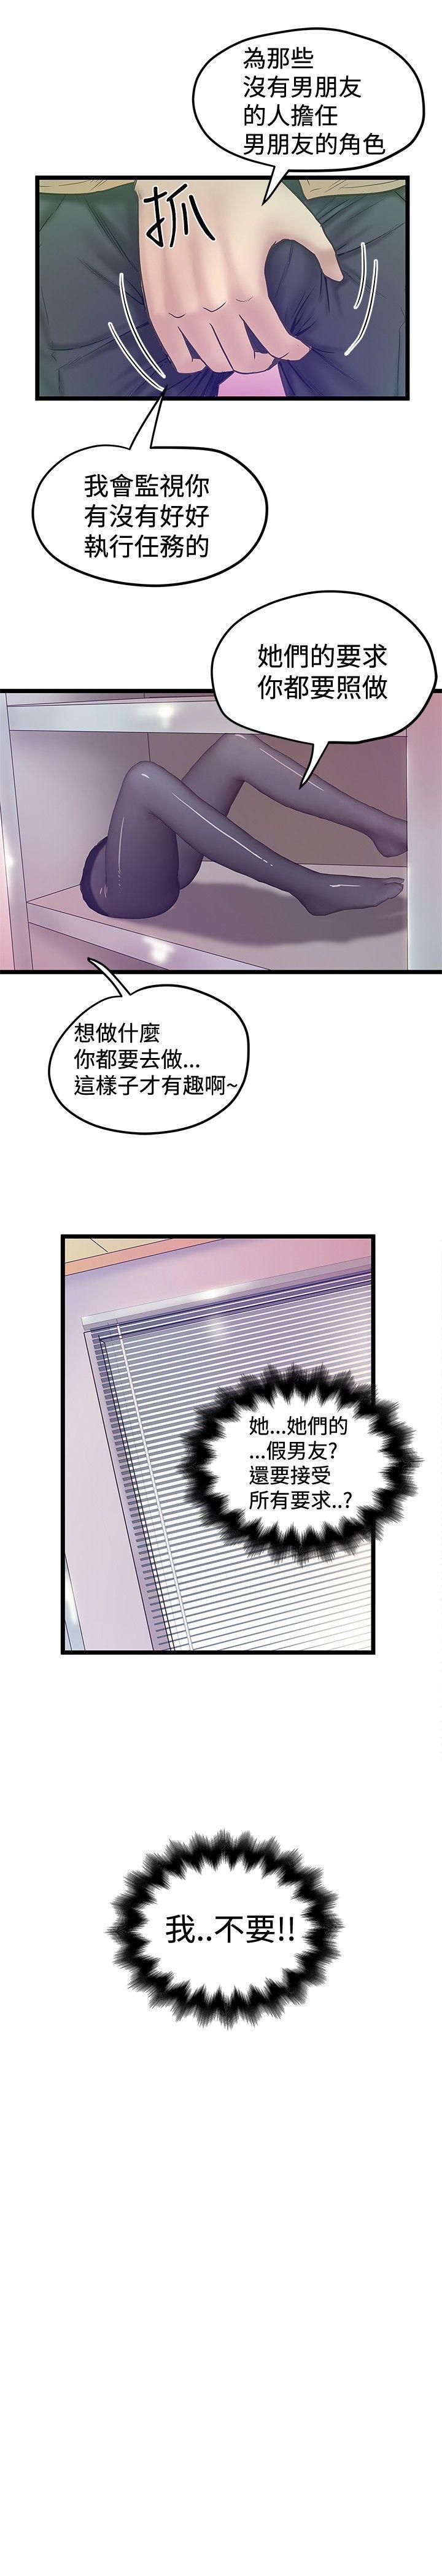 為那些
沒有男朋友
的人擔任
男朋友的角色
抓
我會監視你
有沒有好好
執行任務的
她們的要求
你都要照做
想做什麼
你都要去做...
這樣子才有趣啊~
她...她們的
...假男友?
還要接受
所有要求..?
我..不要!!